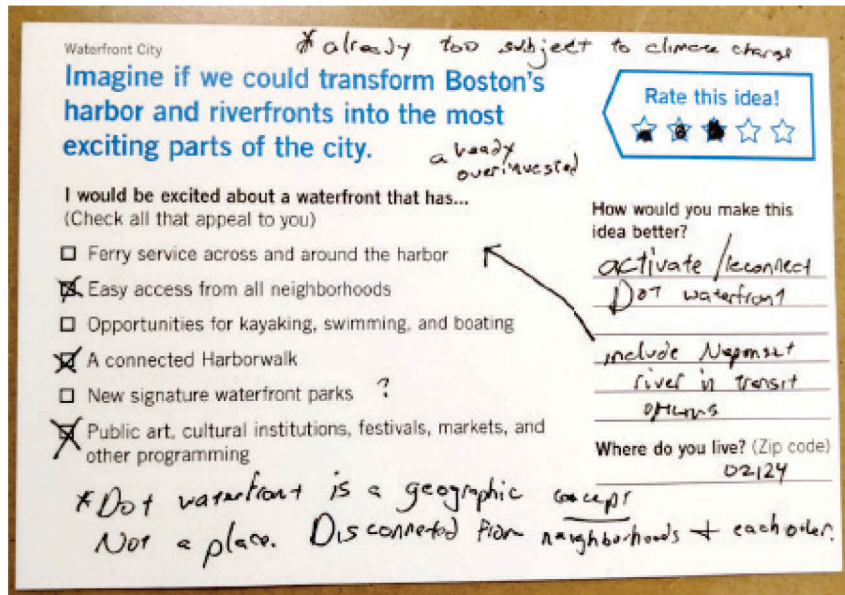 * already too subject to climate change
Waterfront City
Imagine if we could transform Boston's
harbor and riverfronts into the most
exciting parts of the city.
already
overinvested
Rate this idea!
I would be excited about a waterfront that has...
(Check all that appeal to you)
Ferry service across and around the harbor
Easy access from all neighborhoods
Opportunities for kayaking, swimming, and boating
A connected Harborwalk
New signature waterfront parks ?
Public art, cultural institutions, festivals, markets, and
other programming
How would you make this
idea better?
activate / reconnect
Dot waterfront
include Neponset
river in transit
options
Where do you live? (Zip code)
02124
* Dot waterfront is a geographic concept
Not a place. Disconnected from neighborhoods + each other.